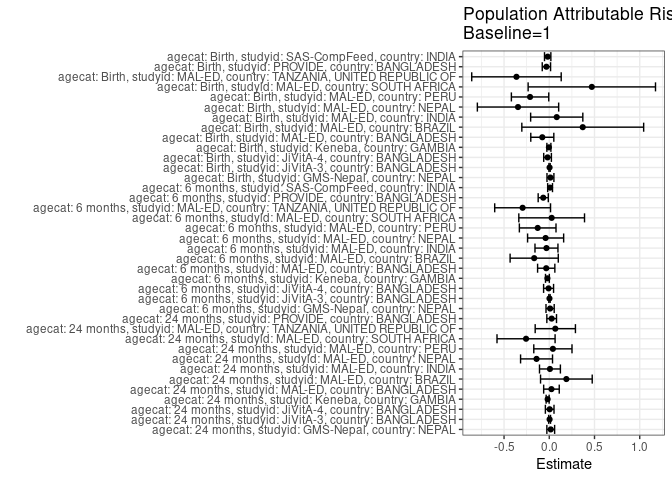 Population Attributable Ris
Baseline=1
agecat: Birth, studyid: SAS-CompFeed, country: INDIA
agecat: Birth, studyid: PROVIDE, country: BANGLADESH
agecat: Birth, studyid: MAL-ED, country: TANZANIA, UNITED REPUBLIC OF
agecat: Birth, studyid: MAL-ED, country: SOUTH AFRICA
agecat: Birth, studyid: MAL-ED, country: PERU
agecat: Birth, studyid: MAL-ED, country: NEPAL
agecat: Birth, studyid: MAL-ED, country: INDIA
agecat: Birth, studyid: MAL-ED, country: BRAZIL
agecat: Birth, studyid: MAL-ED, country: BANGLADESH
agecat: Birth, studyid: Keneba, country: GAMBIA
agecat: Birth, studyid: JiVitA-4, country: BANGLADESH
agecat: Birth, studyid: JiVitA-3, country: BANGLADESH
agecat: Birth, studyid: GMS-Nepal, country: NEPAL
agecat: 6 months, studyid: SAS-CompFeed, country: INDIA
agecat: 6 months, studyid: PROVIDE, country: BANGLADESH
agecat: 6 months, studyid: MAL-ED, country: TANZANIA, UNITED REPUBLIC OF
agecat: 6 months, studyid: MAL-ED, country: SOUTH AFRICA
agecat: 6 months, studyid: MAL-ED, country: PERU
agecat: 6 months, studyid: MAL-ED, country: NEPAL
agecat: 6 months, studyid: MAL-ED, country: INDIA
agecat: 6 months, studyid: MAL-ED, country: BRAZIL
agecat: 6 months, studyid: MAL-ED, country: BANGLADESH
agecat: 6 months, studyid: Keneba, country: GAMBIA
agecat: 6 months, studyid: JiVitA-4, country: BANGLADESH
agecat: 6 months, studyid: JiVitA-3, country: BANGLADESH
agecat: 6 months, studyid: GMS-Nepal, country: NEPAL
agecat: 24 months, studyid: PROVIDE, country: BANGLADESH
agecat: 24 months, studyid: MAL-ED, country: TANZANIA, UNITED REPUBLIC OF
agecat: 24 months, studyid: MAL-ED, country: SOUTH AFRICA
agecat: 24 months, studyid: MAL-ED, country: PERU
agecat: 24 months, studyid: MAL-ED, country: NEPAL
agecat: 24 months, studyid: MAL-ED, country: INDIA
agecat: 24 months, studyid: MAL-ED, country: BRAZIL
agecat: 24 months, studyid: MAL-ED, country: BANGLADESH
agecat: 24 months, studyid: Keneba, country: GAMBIA
agecat: 24 months, studyid: JiVitA-4, country: BANGLADESH
agecat: 24 months, studyid: JiVitA-3, country: BANGLADESH
agecat: 24 months, studyid: GMS-Nepal, country: NEPAL
-0.5 0.0 0.5 1.0
Estimate